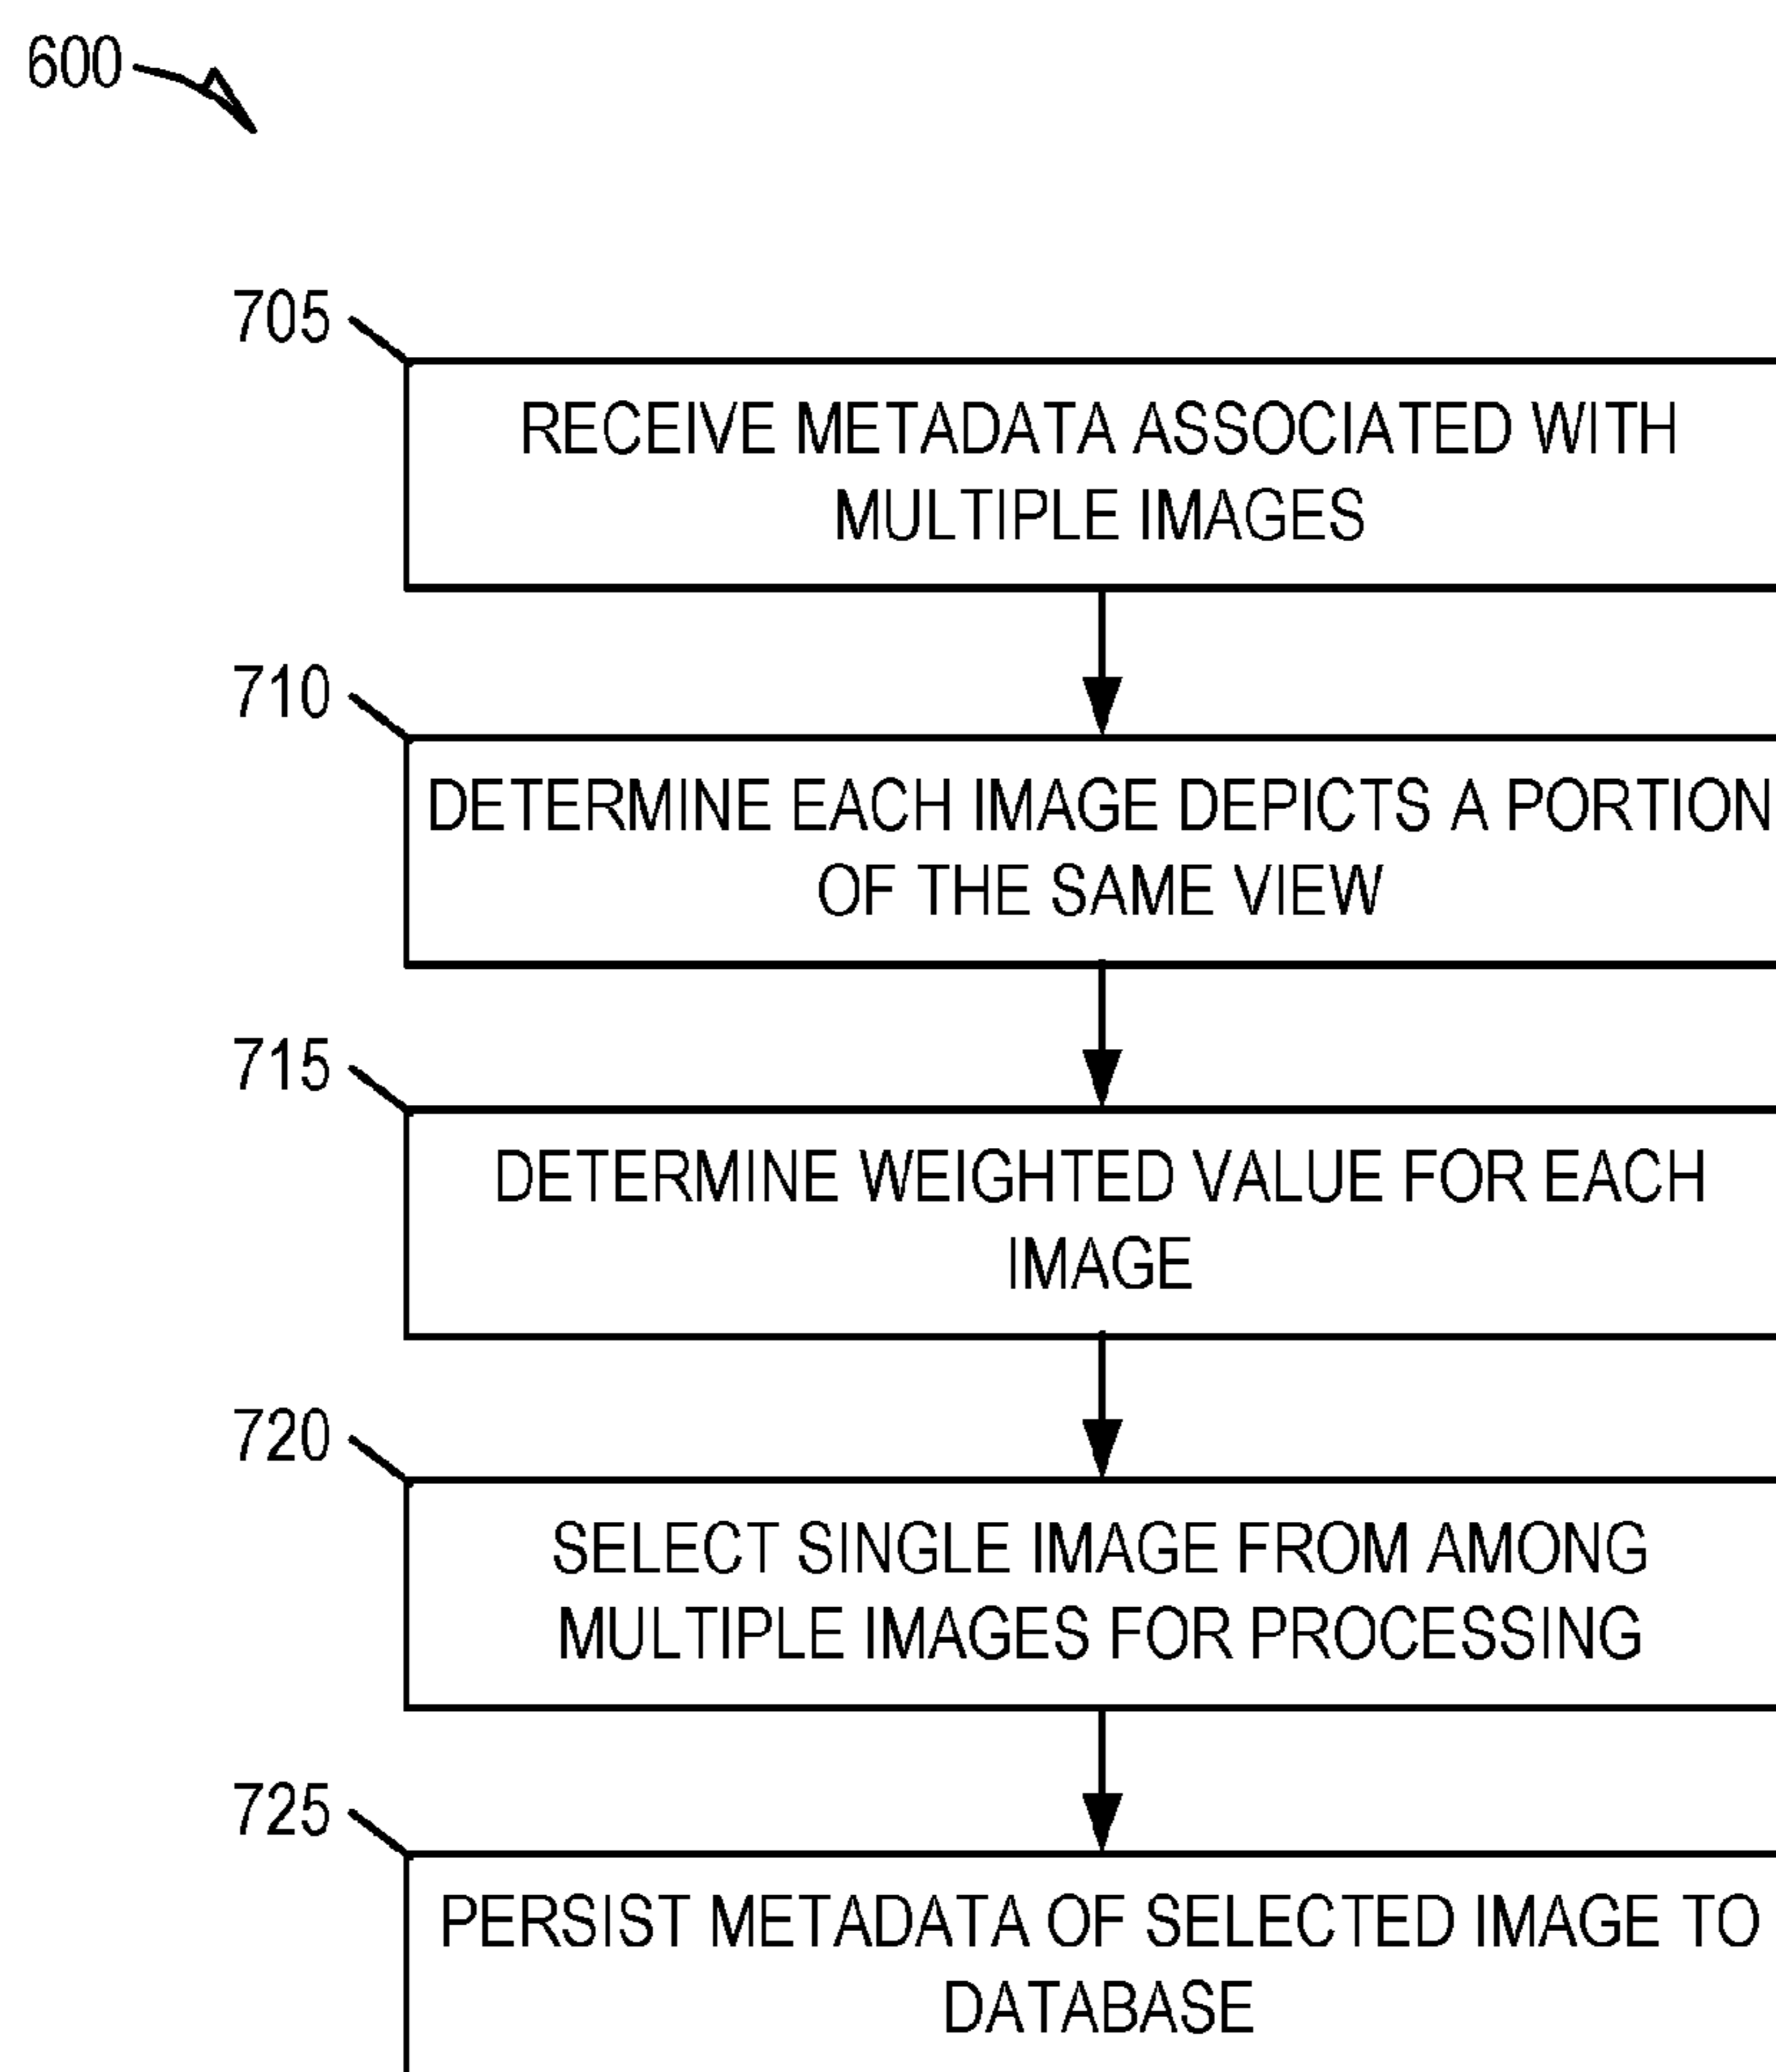 600
705
RECEIVE METADATA ASSOCIATED WITH
MULTIPLE IMAGES
710
DETERMINE EACH IMAGE DEPICTS A PORTION
OF THE SAME VIEW
715
DETERMINE WEIGHTED VALUE FOR EACH
IMAGE
720
SELECT SINGLE IMAGE FROM AMONG
MULTIPLE IMAGES FOR PROCESSING
725
PERSIST METADATA OF SELECTED IMAGE TO
DATABASE